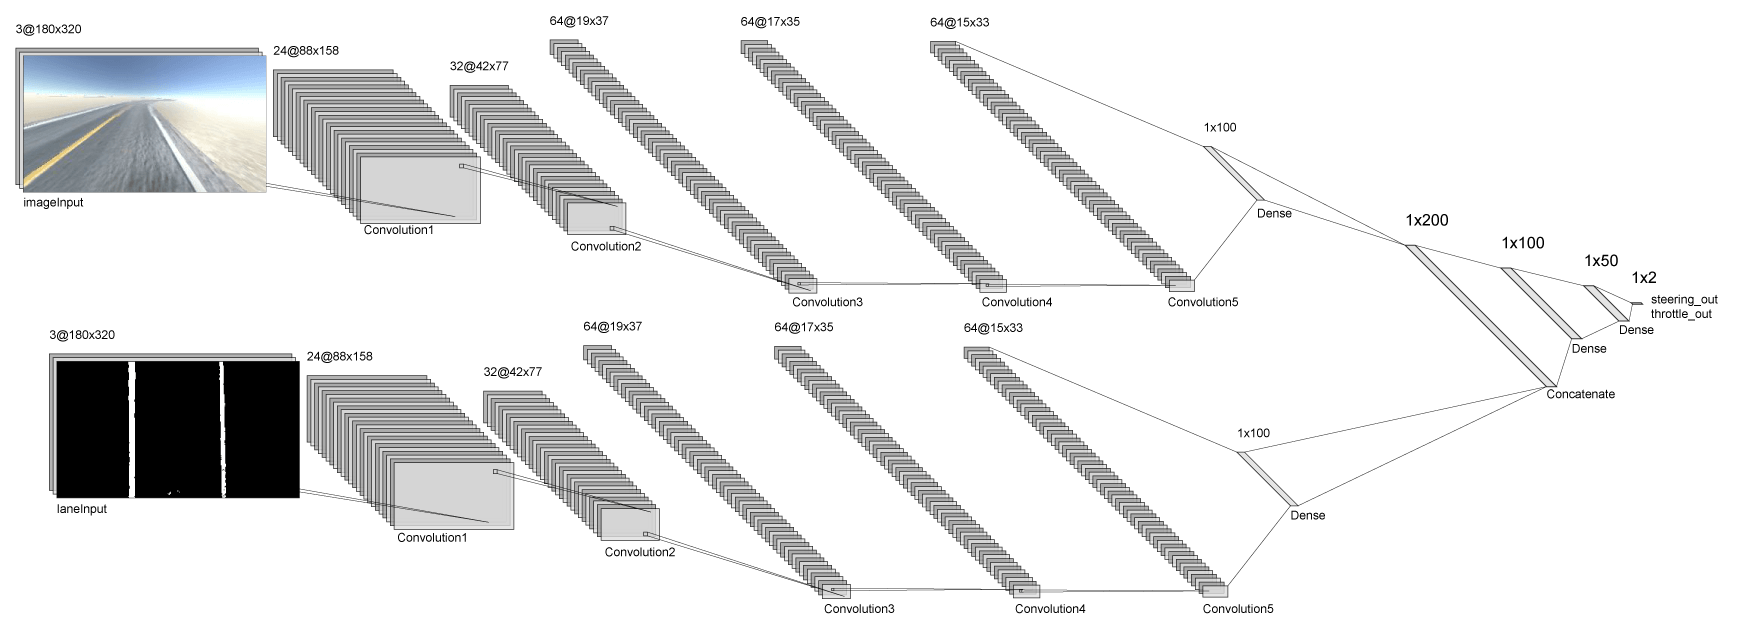 3@180x320
24@88x158
32@42x77
64@19x37
64@17x35
64@15x33
1x100
1x200
1x100
1x50
1x2
steering_out
throttle_out
imageInput
Convolution1
Convolution2
Convolution3
Convolution4
Convolution5
Dense
Dense
Dense
Concatenate
3@180x320
24@88x158
32@42x77
64@19x37
64@17x35
64@15x33
1x100
laneInput
Convolution1
Convolution2
Convolution3
Convolution4
Convolution5
Dense